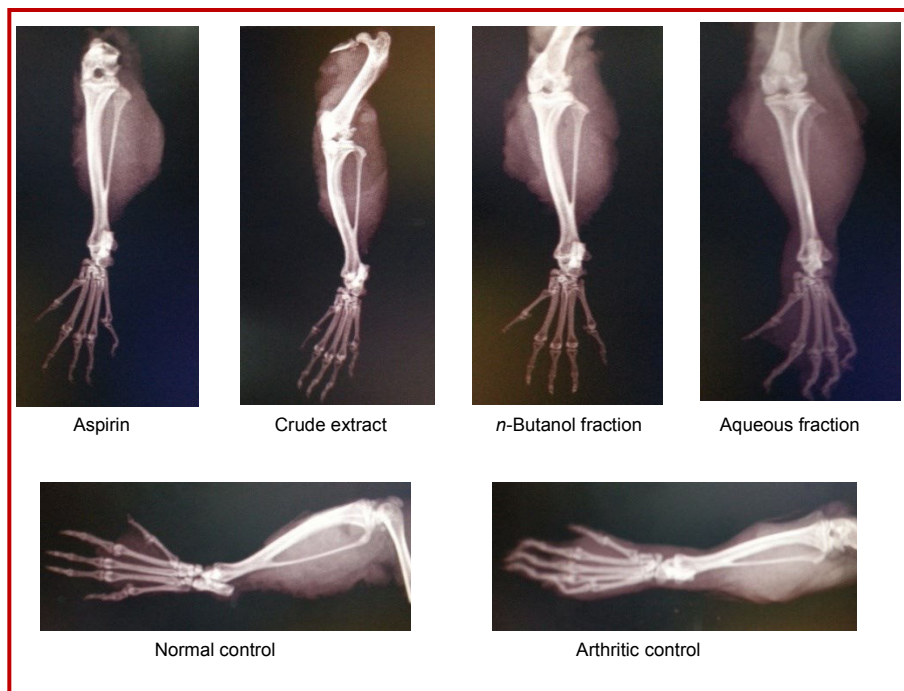 Aspirin
Crude extract
n-Butanol fraction
Aqueous fraction
Normal control
Arthritic control